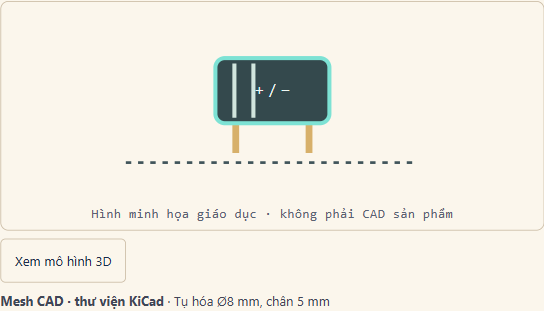 + / −
Hình minh họa giáo dục · không phải CAD sản phẩm
Xem mô hình 3D
Mesh CAD · thư viện KiCad · Tụ hóa Ø8 mm, chân 5 mm